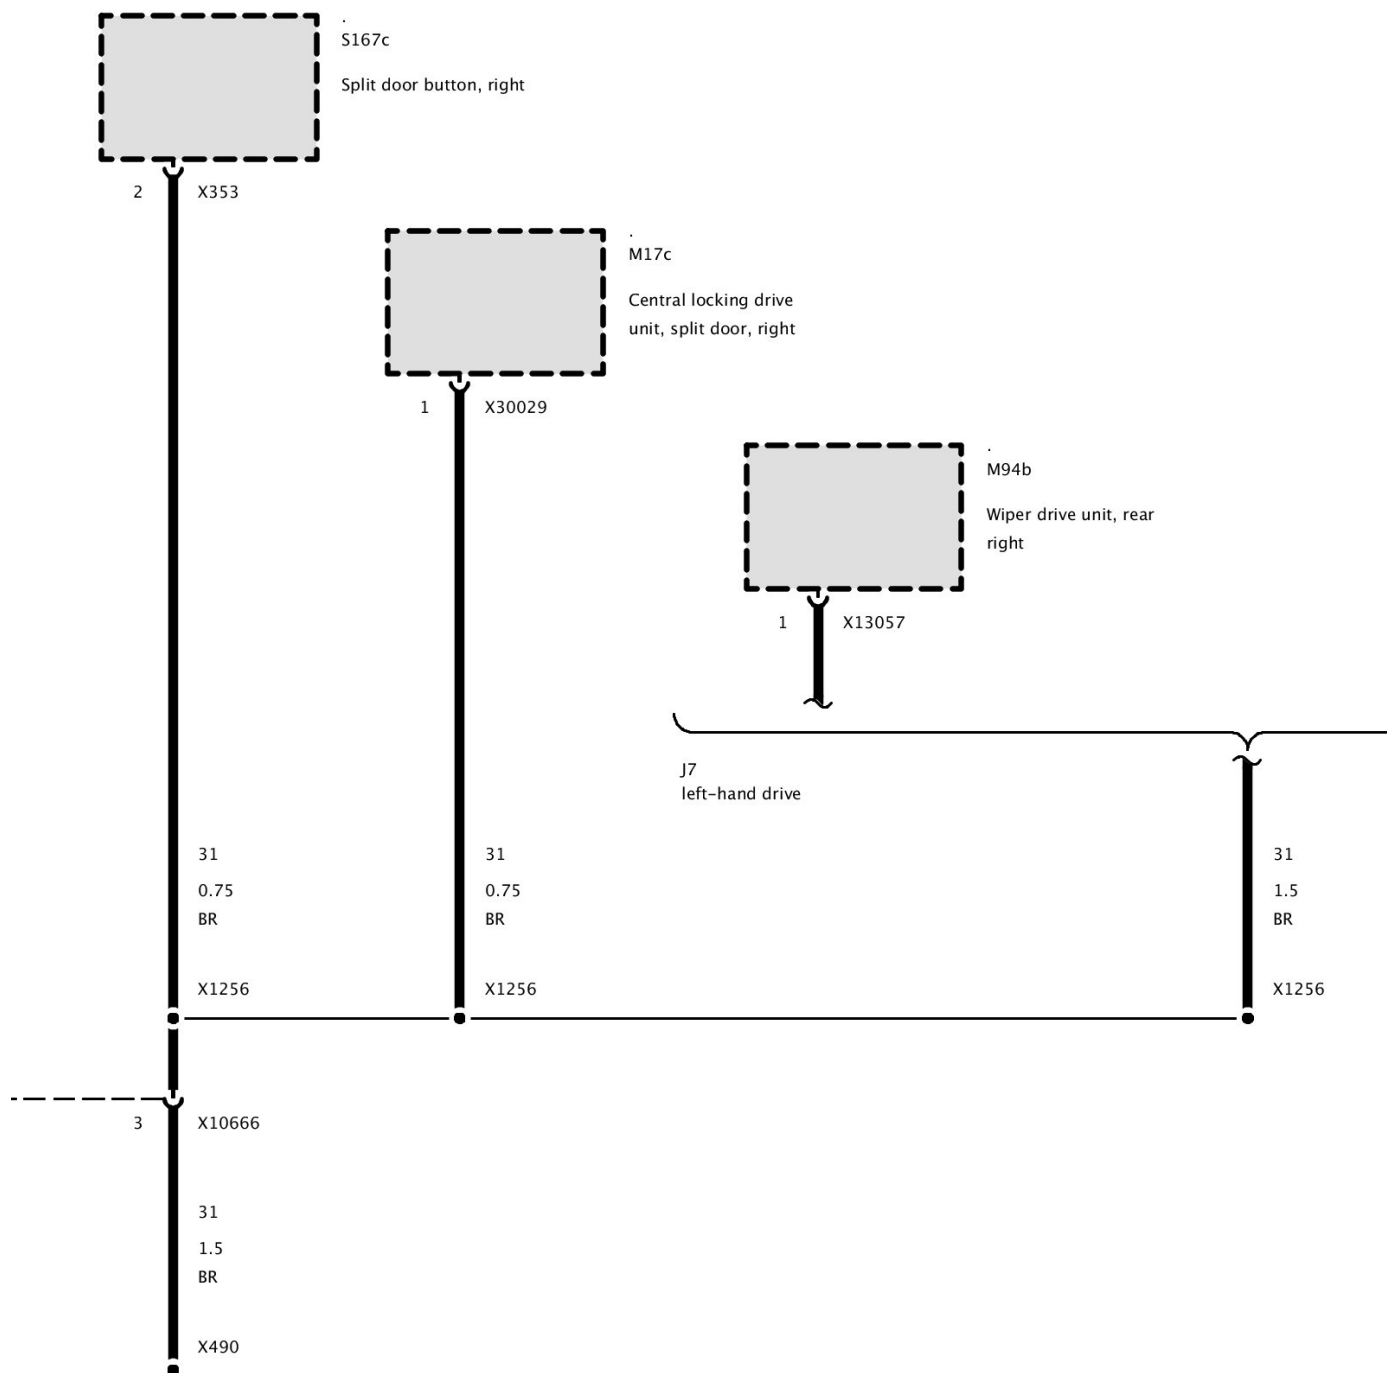 .
S167c
Split door button, right
2 X353
.
M17c
Central locking drive
unit, split door, right
1 X30029
.
M94b
Wiper drive unit, rear
right
1 X13057
J7
left-hand drive
31 31 31
0.75 0.75 1.5
BR BR BR
X1256 X1256 X1256
3 X10666
31
1.5
BR
X490